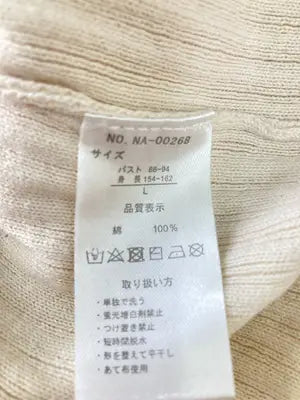 NO. NA-00268
サイズ
バスト 86-94
身 長 154-162
L
品質表示
綿 100%
取り扱い方
・単独で洗う
・蛍光増白剤禁止
・つけ置き禁止
・短時間脱水
・形を整えて平干し
・あて布使用